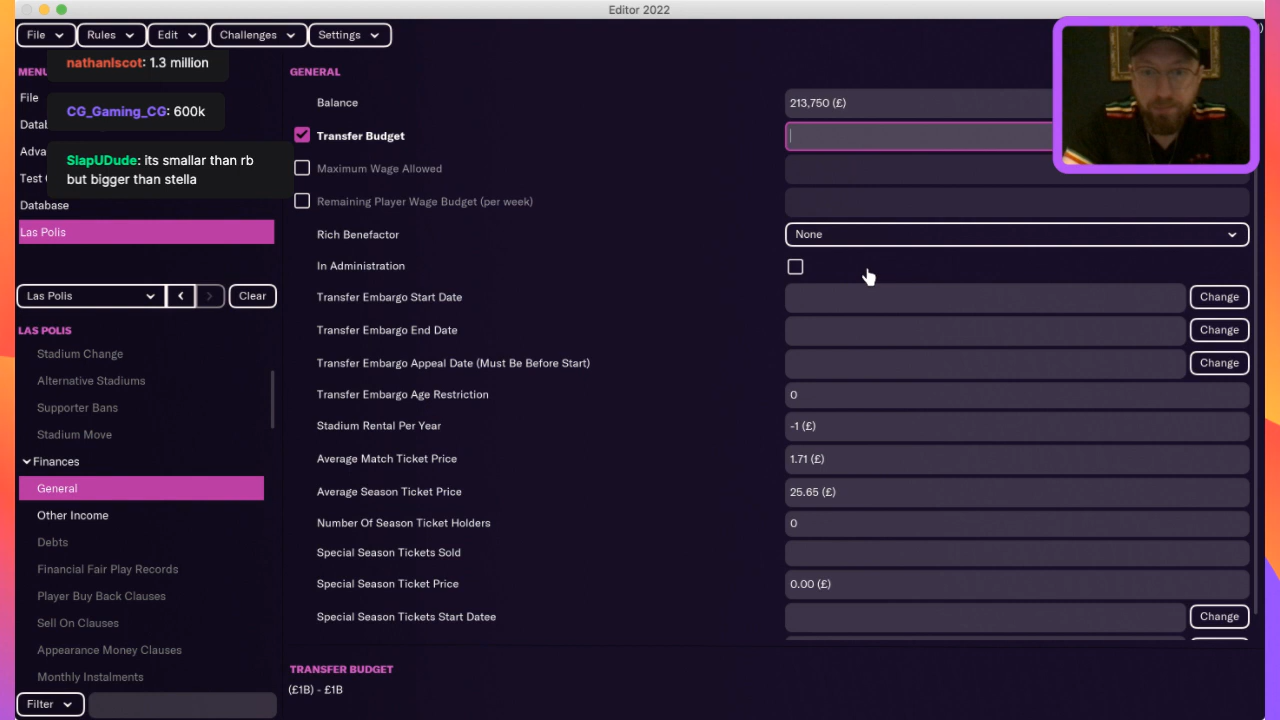 Editor 2022
File
Rules
Edit
Challenges
Settings
nathanlscot: 1.3 million
CG_Gaming_CG: 600k
SlapUDude: its smallar than rb
but bigger than stella
MENU
File
Datab
Adva
Test
Database
Las Polis
Las Polis
Clear
LAS POLIS
Stadium Change
Alternative Stadiums
Supporter Bans
Stadium Move
Finances
General
Other Income
Debts
Financial Fair Play Records
Player Buy Back Clauses
Sell On Clauses
Appearance Money Clauses
Monthly Instalments
Filter
GENERAL
Balance
213,750 (£)
Transfer Budget
Maximum Wage Allowed
Remaining Player Wage Budget (per week)
Rich Benefactor
None
In Administration
Transfer Embargo Start Date
Change
Transfer Embargo End Date
Change
Transfer Embargo Appeal Date (Must Be Before Start)
Change
Transfer Embargo Age Restriction
0
Stadium Rental Per Year
-1 (£)
Average Match Ticket Price
1.71 (£)
Average Season Ticket Price
25.65 (£)
Number Of Season Ticket Holders
0
Special Season Tickets Sold
Special Season Ticket Price
0.00 (£)
Special Season Tickets Start Datee
Change
TRANSFER BUDGET
(£1B) - £1B